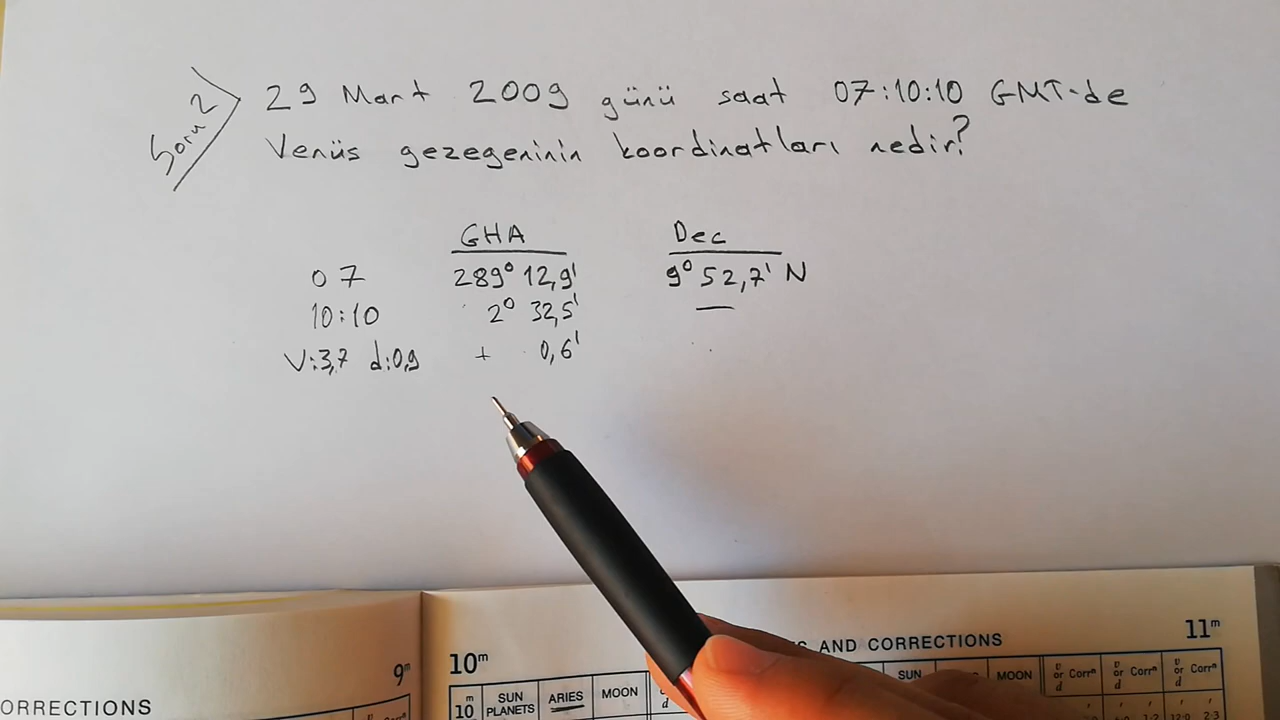 Soru 2
29 Mart 2009 günü saat 07:10:10 GMT-de
Venüs gezegeninin koordinatları nedir?
GHA Dec
07 289° 12,9' 9° 52,7' N
10:10 2° 32,5' —
V:3,7 d:0,9 + 0,6'
ORRECTIONS 9ᵐ
10ᵐ S AND CORRECTIONS 11ᵐ
m 10 SUN PLANETS ARIES MOON d SUN MOON υ or d Corrⁿ υ or d Corrⁿ υ or d Corrⁿ